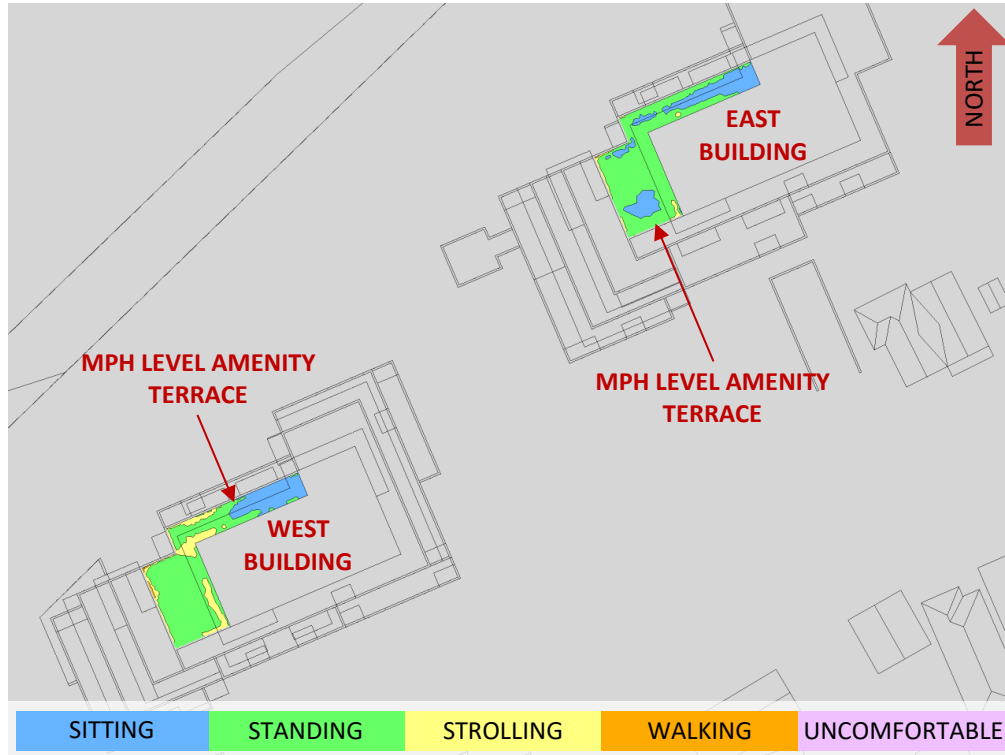 NORTH
EAST
BUILDING
MPH LEVEL AMENITY
TERRACE
MPH LEVEL AMENITY
TERRACE
WEST
BUILDING
SITTING
STANDING
STROLLING
WALKING
UNCOMFORTABLE